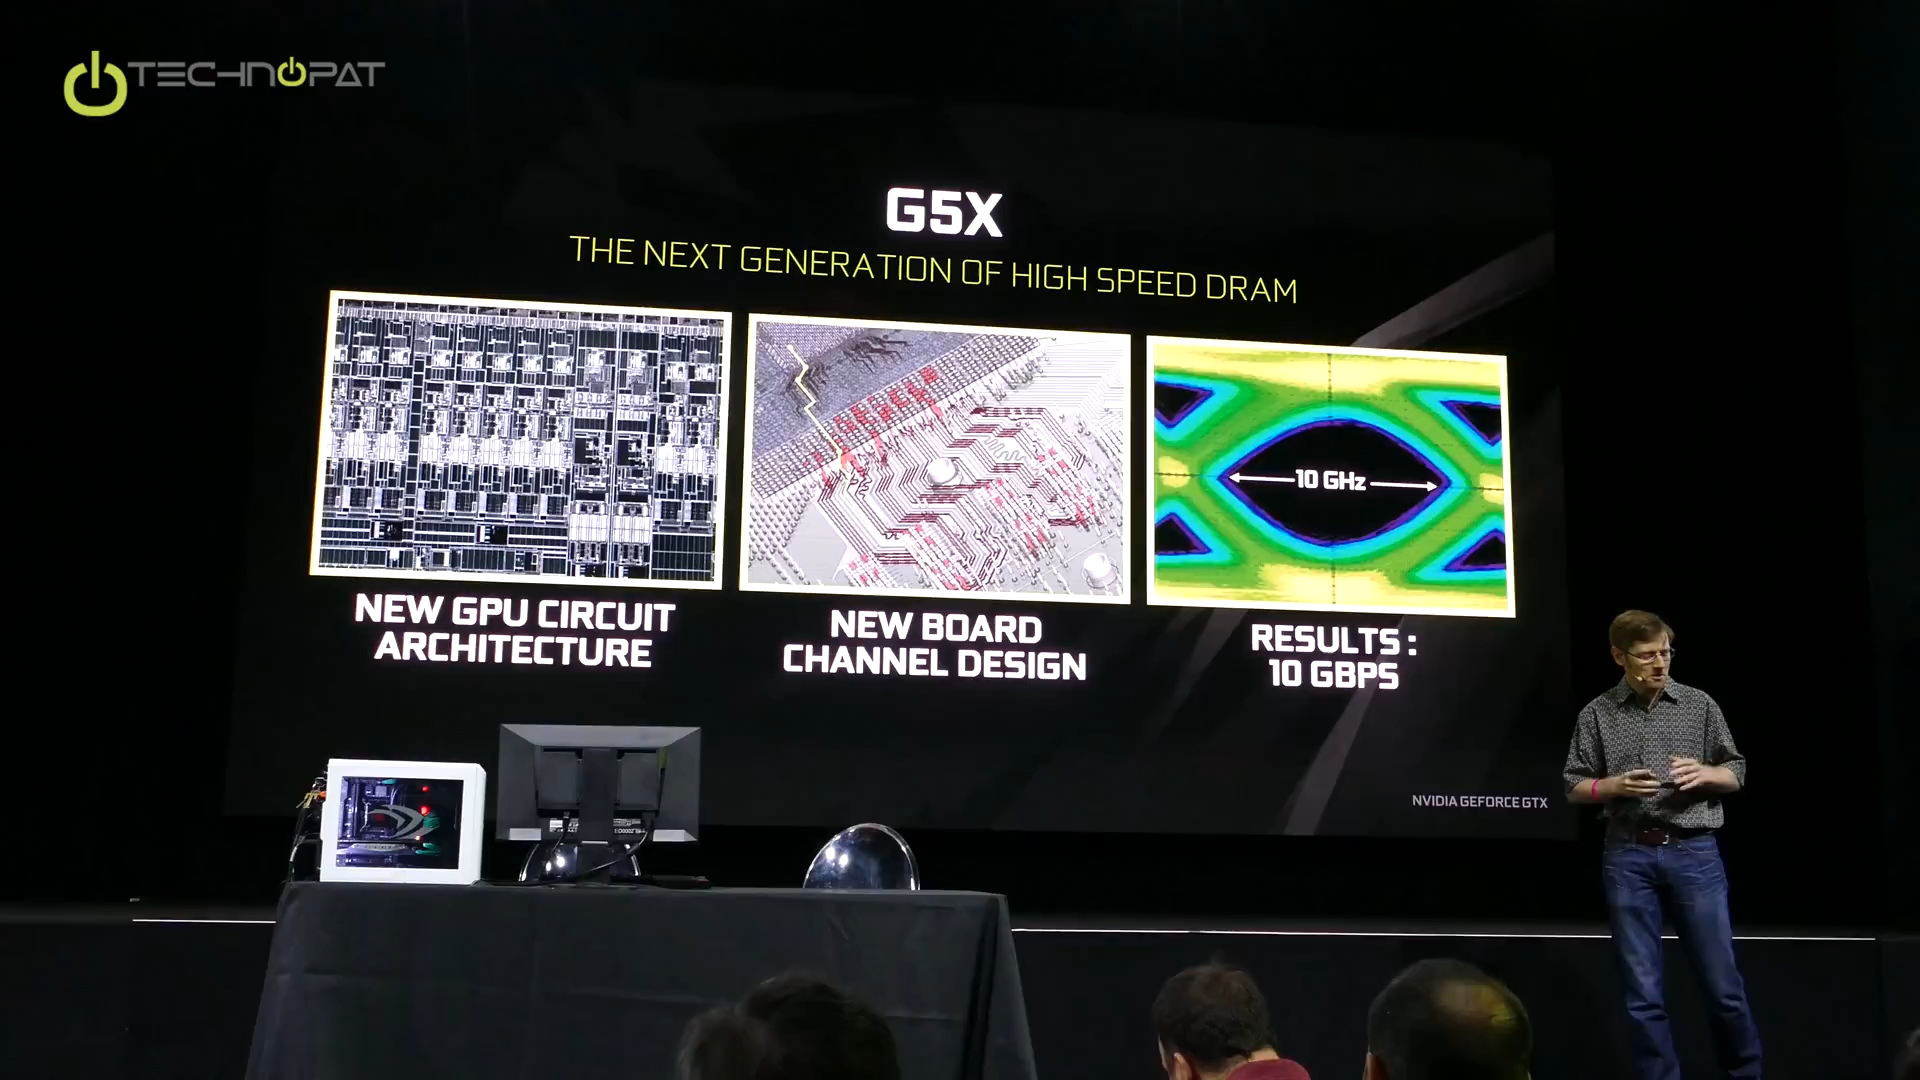 TECHNOPAT
G5X
THE NEXT GENERATION OF HIGH SPEED DRAM
10 GHz
NEW GPU CIRCUIT
ARCHITECTURE
NEW BOARD
CHANNEL DESIGN
RESULTS :
10 GBPS
NVIDIA GEFORCE GTX